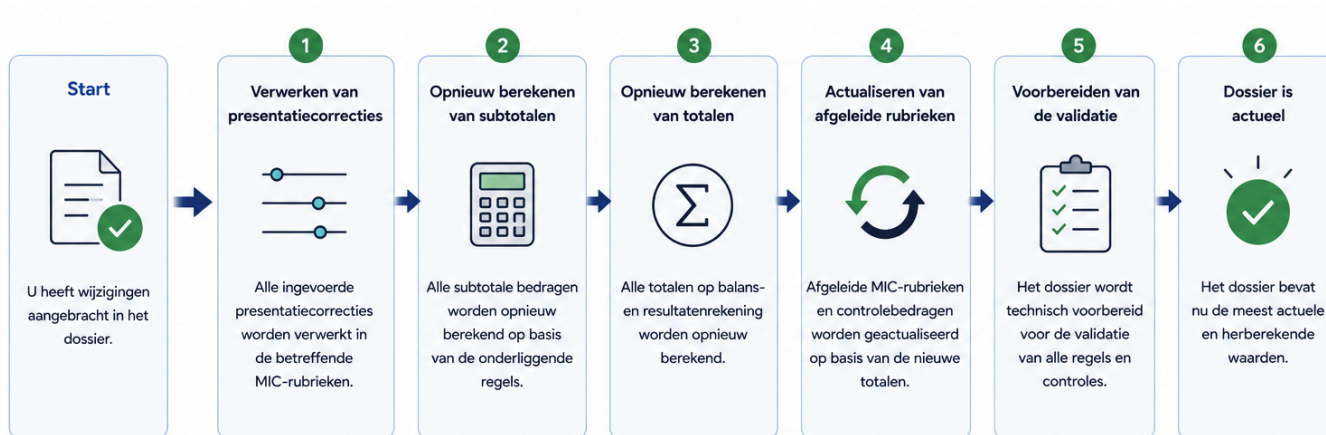 Start
U heeft wijzigingen
aangebracht in het
dossier.
1
Verwerken van
presentatiecorrecties
Alle ingevoerde
presentatiecorrecties
worden verwerkt in
de betreffende
MIC-rubrieken.
2
Opnieuw berekenen
van subtotalen
Alle subtotale bedragen
worden opnieuw
berekend op basis
van de onderliggende
regels.
3
Opnieuw berekenen
van totalen
Alle totalen op balans-
en resultatenrekening
worden opnieuw
berekend.
4
Actualiseren van
afgeleide rubrieken
Afgeleide MIC-rubrieken
en controlebedragen
worden geactualiseerd
op basis van de nieuwe
totalen.
5
Voorbereiden van
de validatie
Het dossier wordt
technisch voorbereid
voor de validatie
van alle regels en
controles.
6
Dossier is
actueel
Het dossier bevat
nu de meest actuele
en herberekende
waarden.